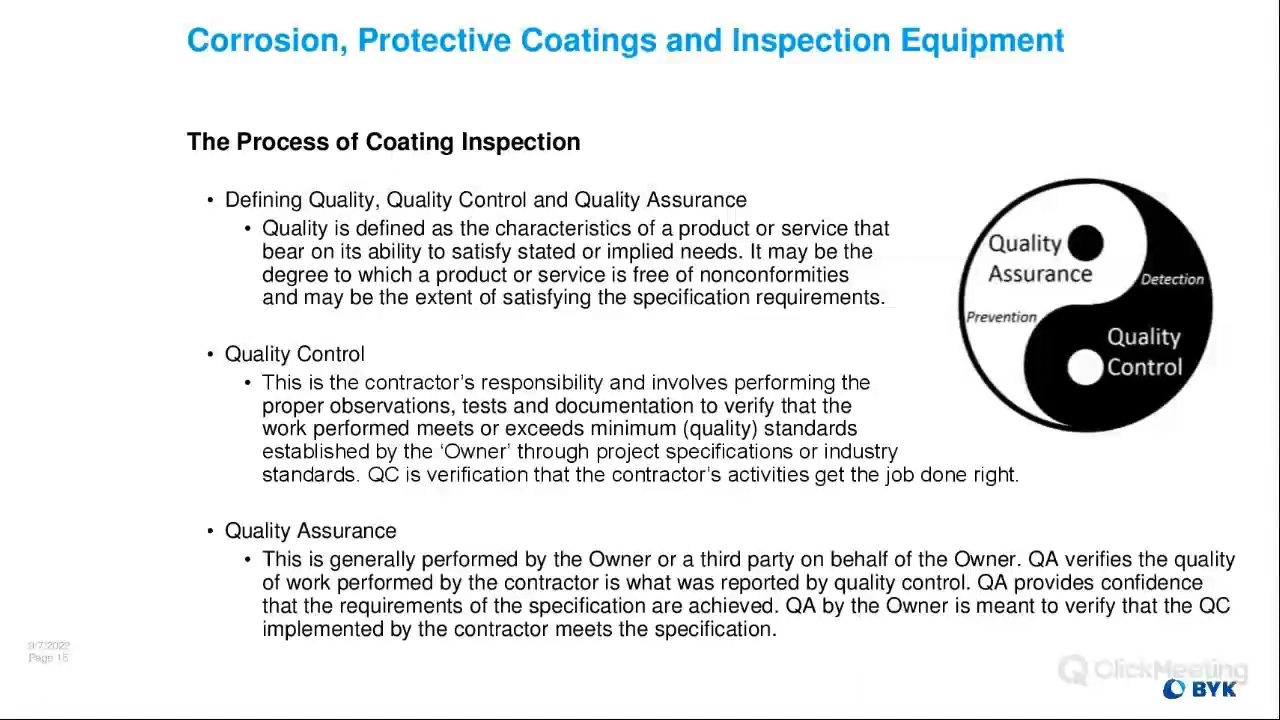 Corrosion, Protective Coatings and Inspection Equipment
The Process of Coating Inspection
• Defining Quality, Quality Control and Quality Assurance
• Quality is defined as the characteristics of a product or service that
bear on its ability to satisfy stated or implied needs. It may be the
degree to which a product or service is free of nonconformities
and may be the extent of satisfying the specification requirements.
• Quality Control
• This is the contractor's responsibility and involves performing the
proper observations, tests and documentation to verify that the
work performed meets or exceeds minimum (quality) standards
established by the ‘Owner’ through project specifications or industry
standards. QC is verification that the contractor's activities get the job done right.
• Quality Assurance
• This is generally performed by the Owner or a third party on behalf of the Owner. QA verifies the quality
of work performed by the contractor is what was reported by quality control. QA provides confidence
that the requirements of the specification are achieved. QA by the Owner is meant to verify that the QC
implemented by the contractor meets the specification.
Quality
Assurance
Detection
Prevention
Quality
Control
9/7/2022
Page 16
ClickMeeting
BYK